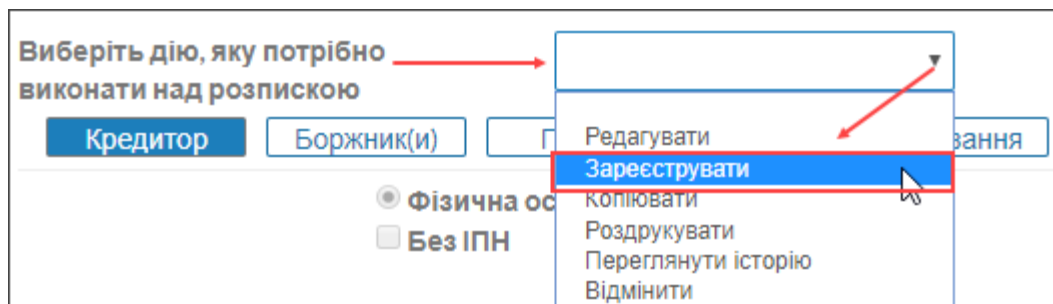 Виберіть дію, яку потрібно
виконати над розпискою
Кредитор Боржник(и) вання
Редагувати
Зареєструвати
Копіювати
Роздрукувати
Переглянути історію
Відмінити
Фізична ос
Без ІПН